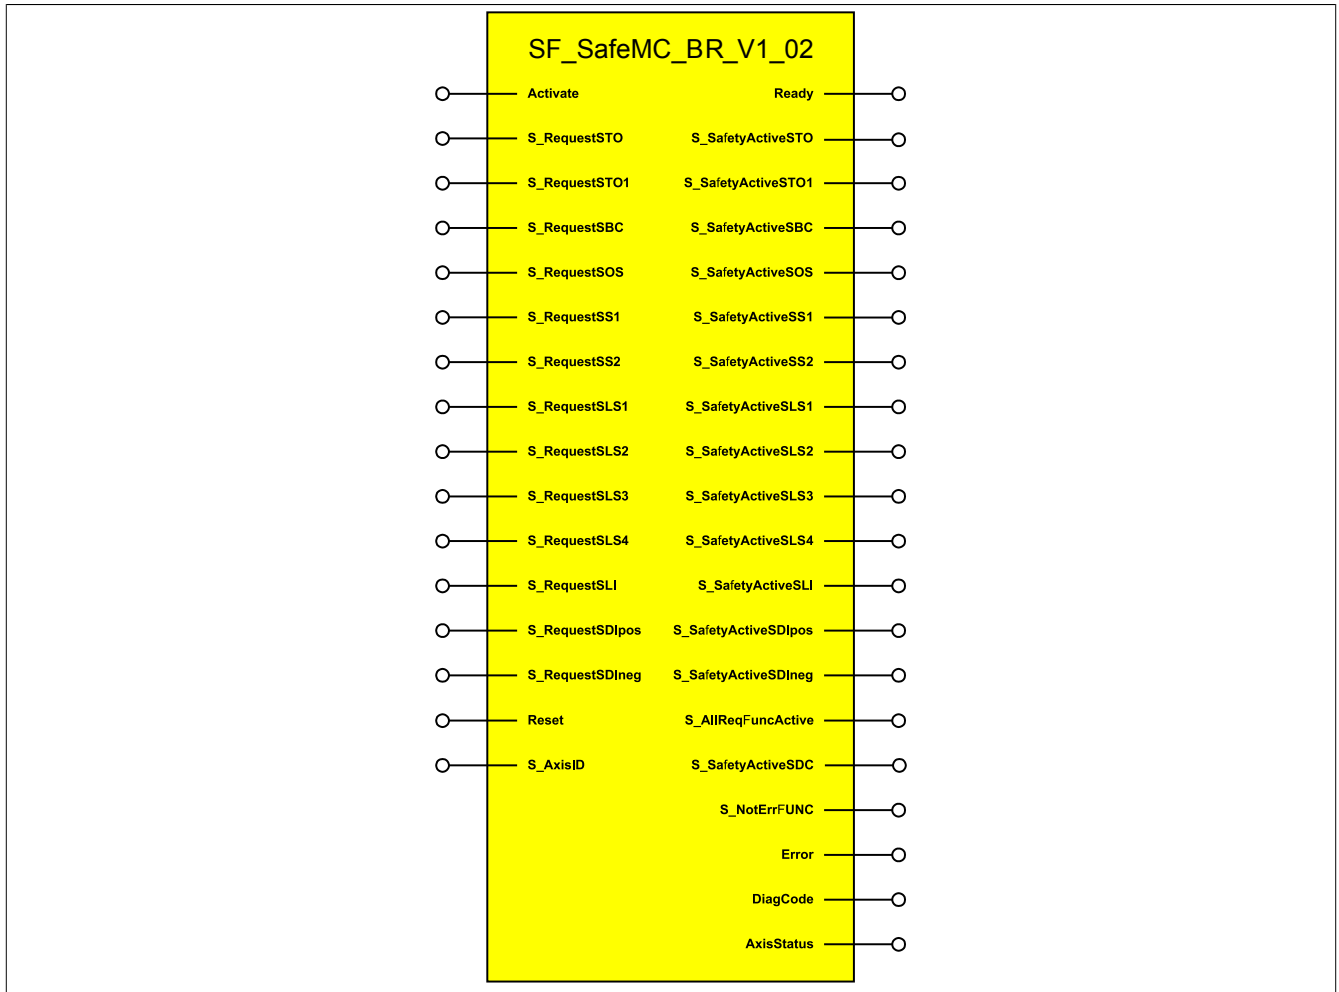 SF_SafeMC_BR_V1_02
Activate Ready
S_RequestSTO S_SafetyActiveSTO
S_RequestSTO1 S_SafetyActiveSTO1
S_RequestSBC S_SafetyActiveSBC
S_RequestSOS S_SafetyActiveSOS
S_RequestSS1 S_SafetyActiveSS1
S_RequestSS2 S_SafetyActiveSS2
S_RequestSLS1 S_SafetyActiveSLS1
S_RequestSLS2 S_SafetyActiveSLS2
S_RequestSLS3 S_SafetyActiveSLS3
S_RequestSLS4 S_SafetyActiveSLS4
S_RequestSLI S_SafetyActiveSLI
S_RequestSDIpos S_SafetyActiveSDIpos
S_RequestSDIneg S_SafetyActiveSDIneg
Reset S_AllReqFuncActive
S_AxisID S_SafetyActiveSDC
S_NotErrFUNC
Error
DiagCode
AxisStatus